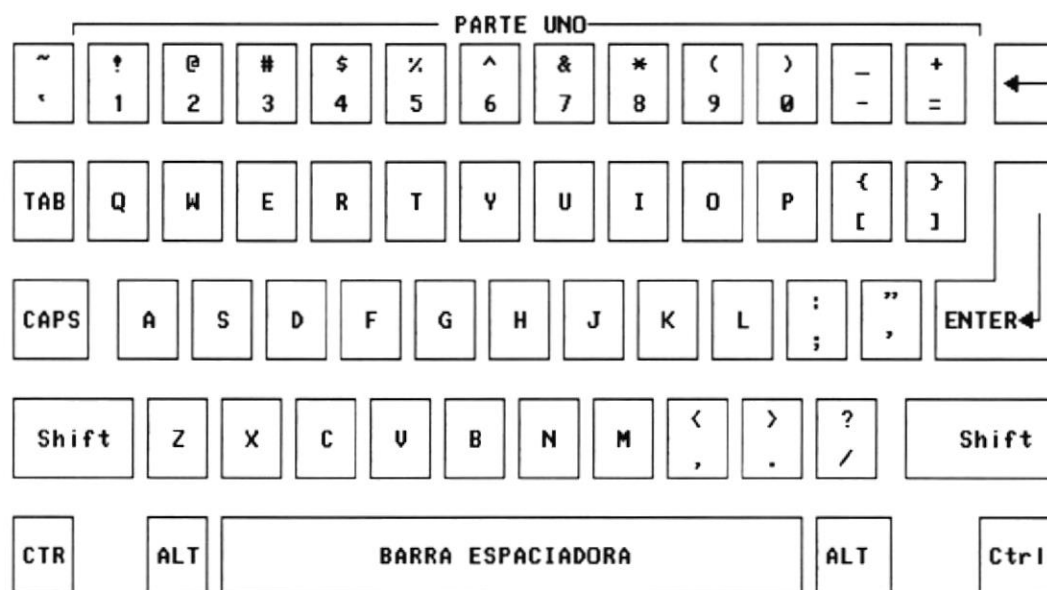 PARTE UNO
~ ! @ # $ % ^ & * ( ) _ +
` 1 2 3 4 5 6 7 8 9 0 - =
TAB Q W E R T Y U I O P { }
[ ]
CAPS A S D F G H J K L : " ENTER
; '
Shift Z X C V B N M < > ? Shift
, . /
CTR ALT BARRA ESPACIADORA ALT Ctrl